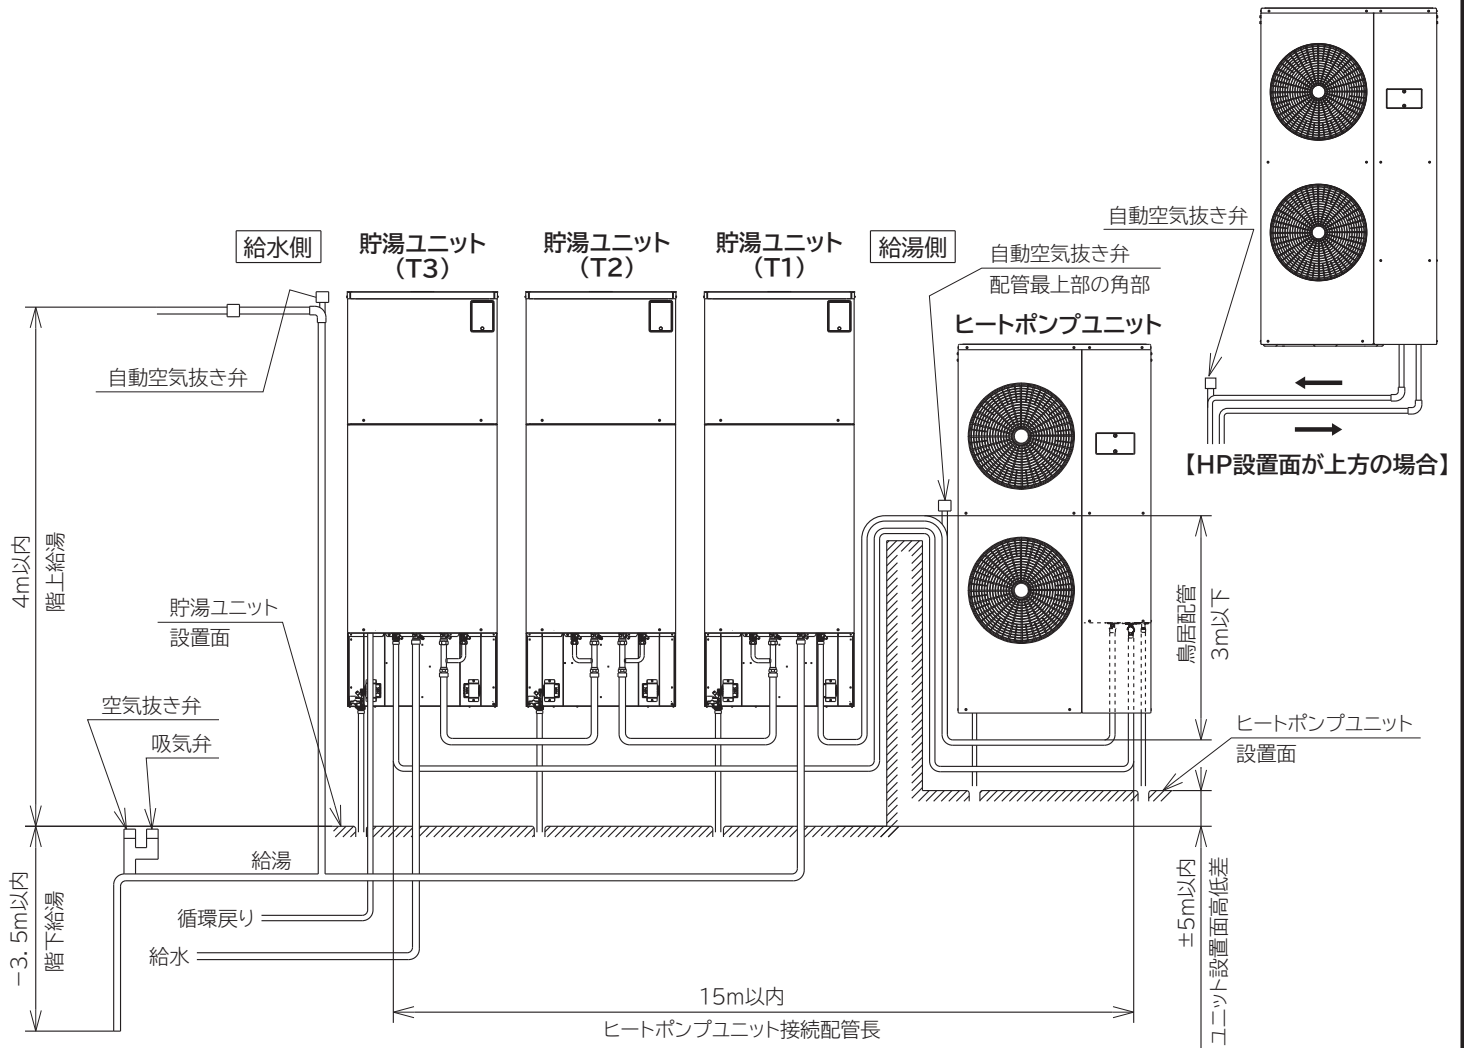 自動空気抜き弁
給水側
貯湯ユニット
(T3)
貯湯ユニット
(T2)
貯湯ユニット
(T1)
給湯側
自動空気抜き弁
配管最上部の角部
ヒートポンプユニット
自動空気抜き弁
【HP設置面が上方の場合】
4m以内
階上給湯
貯湯ユニット
設置面
鳥居配管
3m以下
空気抜き弁
吸気弁
ヒートポンプユニット
設置面
給湯
−3.5m以内
階下給湯
循環戻り
給水
±5m以内
ユニット設置面高低差
15m以内
ヒートポンプユニット接続配管長